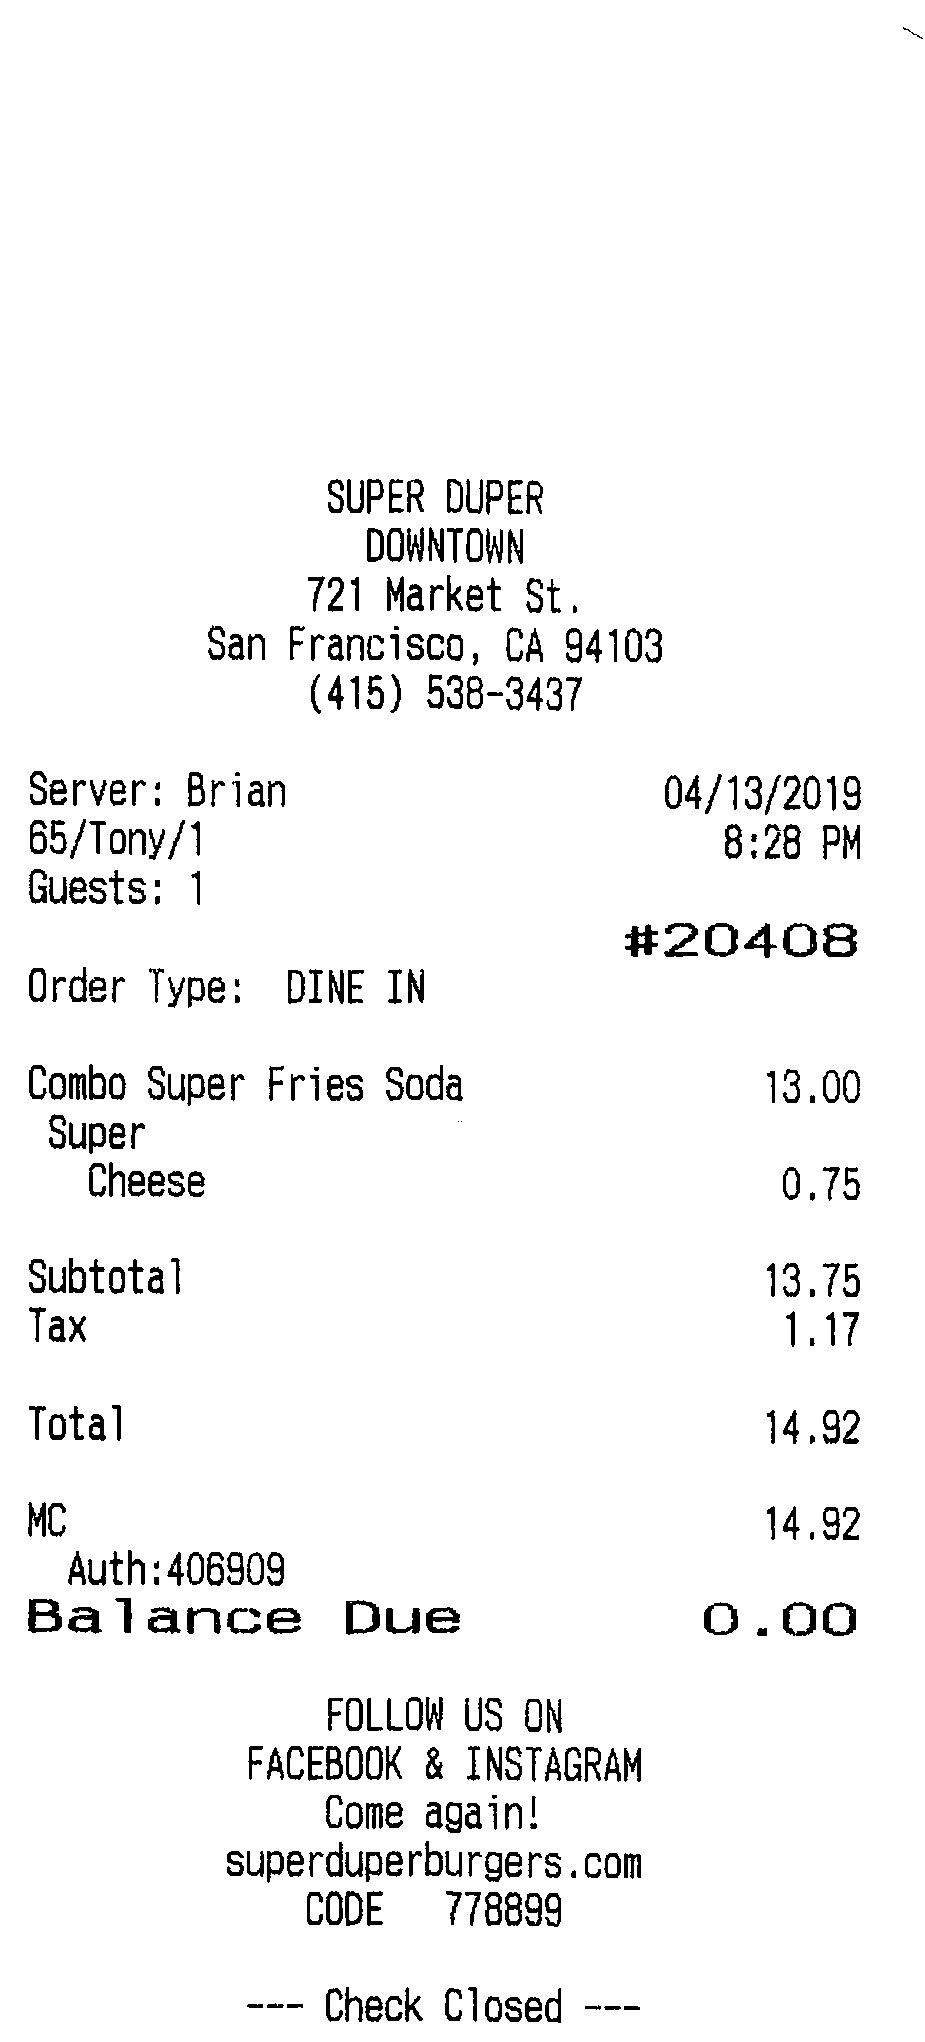 SUPER DUPER
DOWNTOWN
721 Market St.
San Francisco, CA 94103
(415) 538-3437
Server: Brian 04/13/2019
65/Tony/1 8:28 PM
Guests: 1
#20408
Order Type: DINE IN
Combo Super Fries Soda 13.00
Super
Cheese 0.75
Subtotal 13.75
Tax 1.17
Total 14.92
MC 14.92
Auth:406909
Balance Due 0.00
FOLLOW US ON
FACEBOOK & INSTAGRAM
Come again!
superduperburgers.com
CODE 778899
--- Check Closed ---